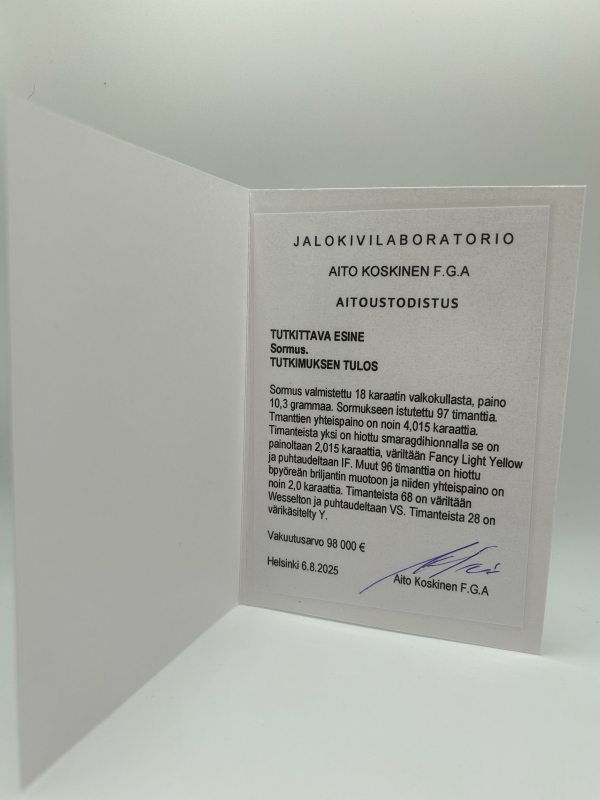 JALOKIVILABORATORIO
AITO KOSKINEN F.G.A
AITOUSTODISTUS
TUTKITTAVA ESINE
Sormus.
TUTKIMUKSEN TULOS
Sormus valmistettu 18 karaatin valkokullasta, paino
10,3 grammaa. Sormukseen istutettu 97 timanttia.
Tmanttien yhteispaino on noin 4,015 karaattia.
Timanteista yksi on hiottu smaragdihionnalla se on
painoltaan 2,015 karaattia, väriltään Fancy Light Yellow
ja puhtaudeltaan IF. Muut 96 timanttia on hiottu
bpyörean briljantin muotoon ja niiden yhteispaino on
noin 2,0 karaattia. Timanteista 68 on väriltään
Wesselton ja puhtaudeltaan VS. Timanteista 28 on
värikäsitelty Y.
Vakuutusarvo 98 000 €
Helsinki 6.8.2025
Aito Koskinen F.G.A